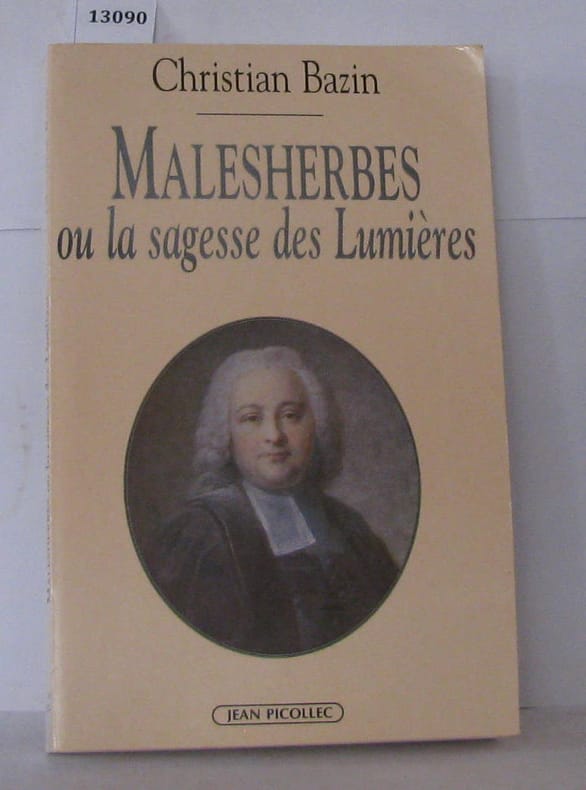 13090
Christian Bazin
MALESHERBES
ou la sagesse des Lumières
JEAN PICOLLEC